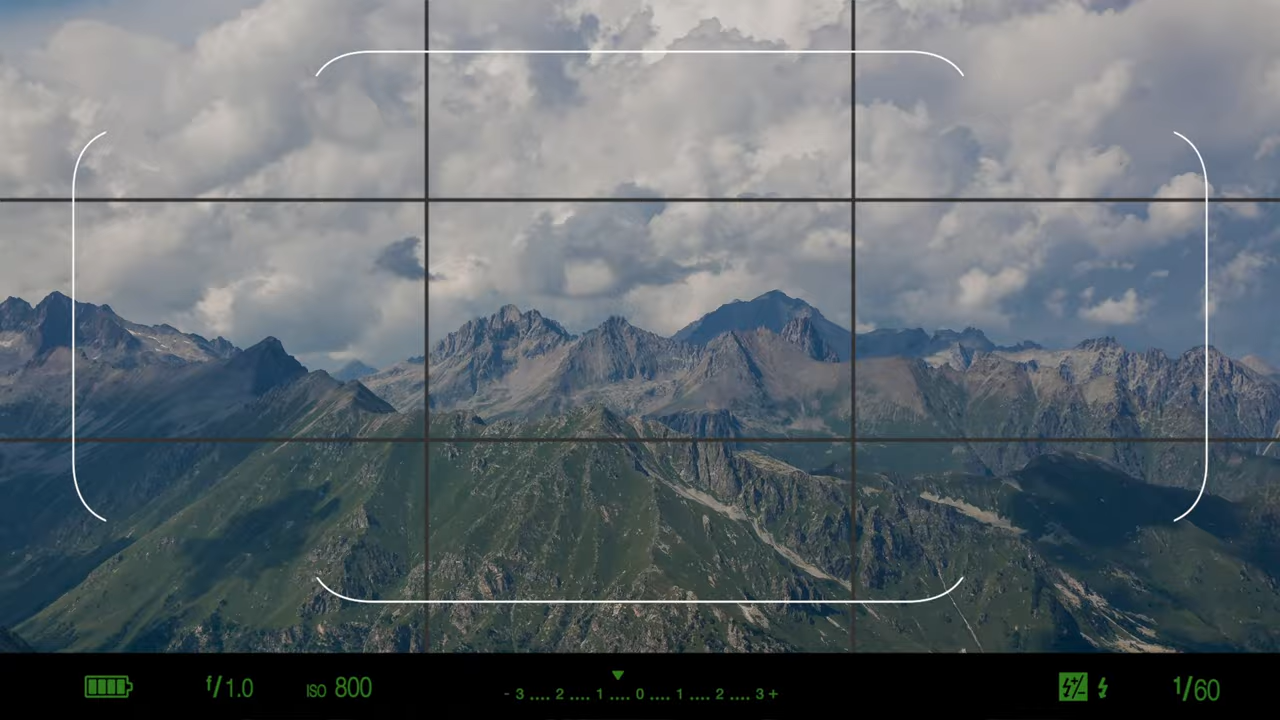 f/1.0
ISO 800
- 3 .... 2 .... 1 .... 0 .... 1 .... 2 .... 3 +
1/60